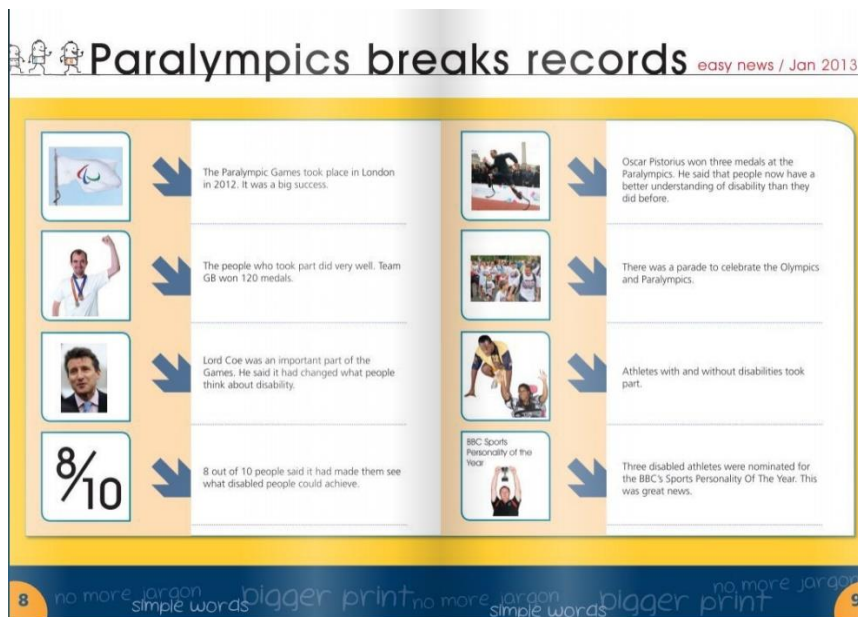 Paralympics breaks records
easy news / Jan 2013
The Paralympic Games took place in London
in 2012. It was a big success.
The people who took part did very well. Team
GB won 120 medals.
Lord Coe was an important part of the
Games. He said it had changed what people
think about disability.
8/10
8 out of 10 people said it had made them see
what disabled people could achieve.
Oscar Pistorius won three medals at the
Paralympics. He said that people now have a
better understanding of disability than they
did before.
There was a parade to celebrate the Olympics
and Paralympics.
Athletes with and without disabilities took
part.
BBC Sports
Personality of the
Year
Three disabled athletes were nominated for
the BBC's Sports Personality Of The Year. This
was great news.
8
no more jargon
simple words
bigger print
no more jargon
simple words
bigger print
no more jargon
9